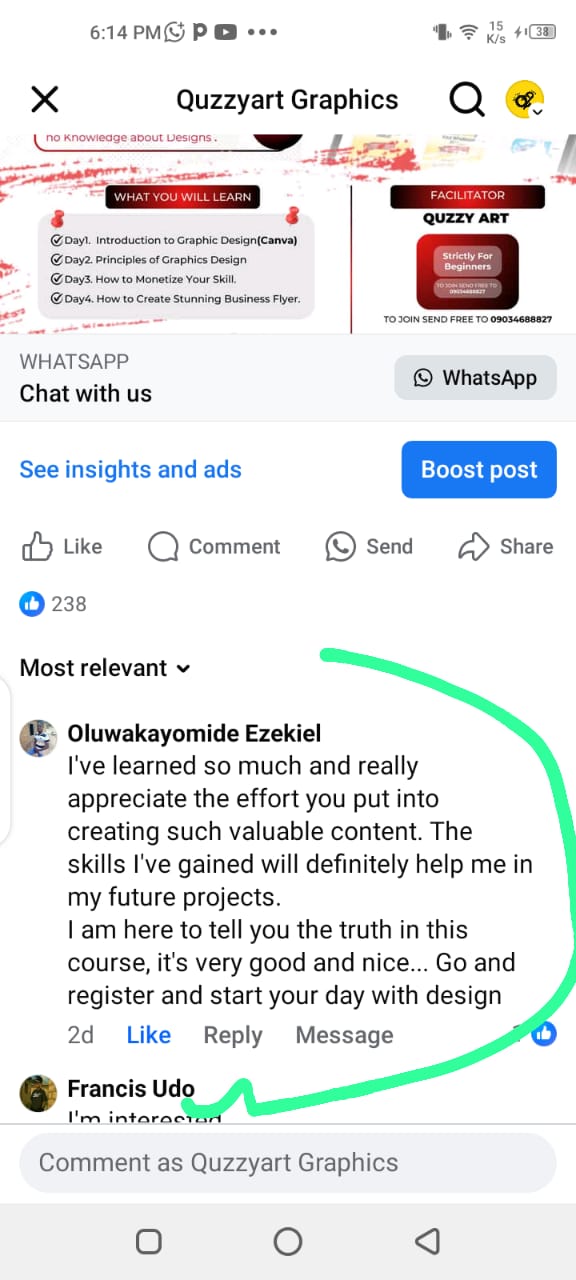 6:14 PM
15
K/s
38
Quzzyart Graphics
no Knowledge about Designs .
WHAT YOU WILL LEARN
Day1. Introduction to Graphic Design(Canva)
Day2. Principles of Graphics Design
Day3. How to Monetize Your Skill.
Day4. How to Create Stunning Business Flyer.
FACILITATOR
QUZZY ART
Strictly For
Beginners
TO JOIN SEND FREE TO
09034688827
TO JOIN SEND FREE TO 09034688827
WHATSAPP
Chat with us
WhatsApp
See insights and ads
Boost post
Like
Comment
Send
Share
238
Most relevant
Oluwakayomide Ezekiel
I've learned so much and really
appreciate the effort you put into
creating such valuable content. The
skills I've gained will definitely help me in
my future projects.
I am here to tell you the truth in this
course, it's very good and nice... Go and
register and start your day with design
2d Like Reply Message
Francis Udo
I'm interested
Comment as Quzzyart Graphics